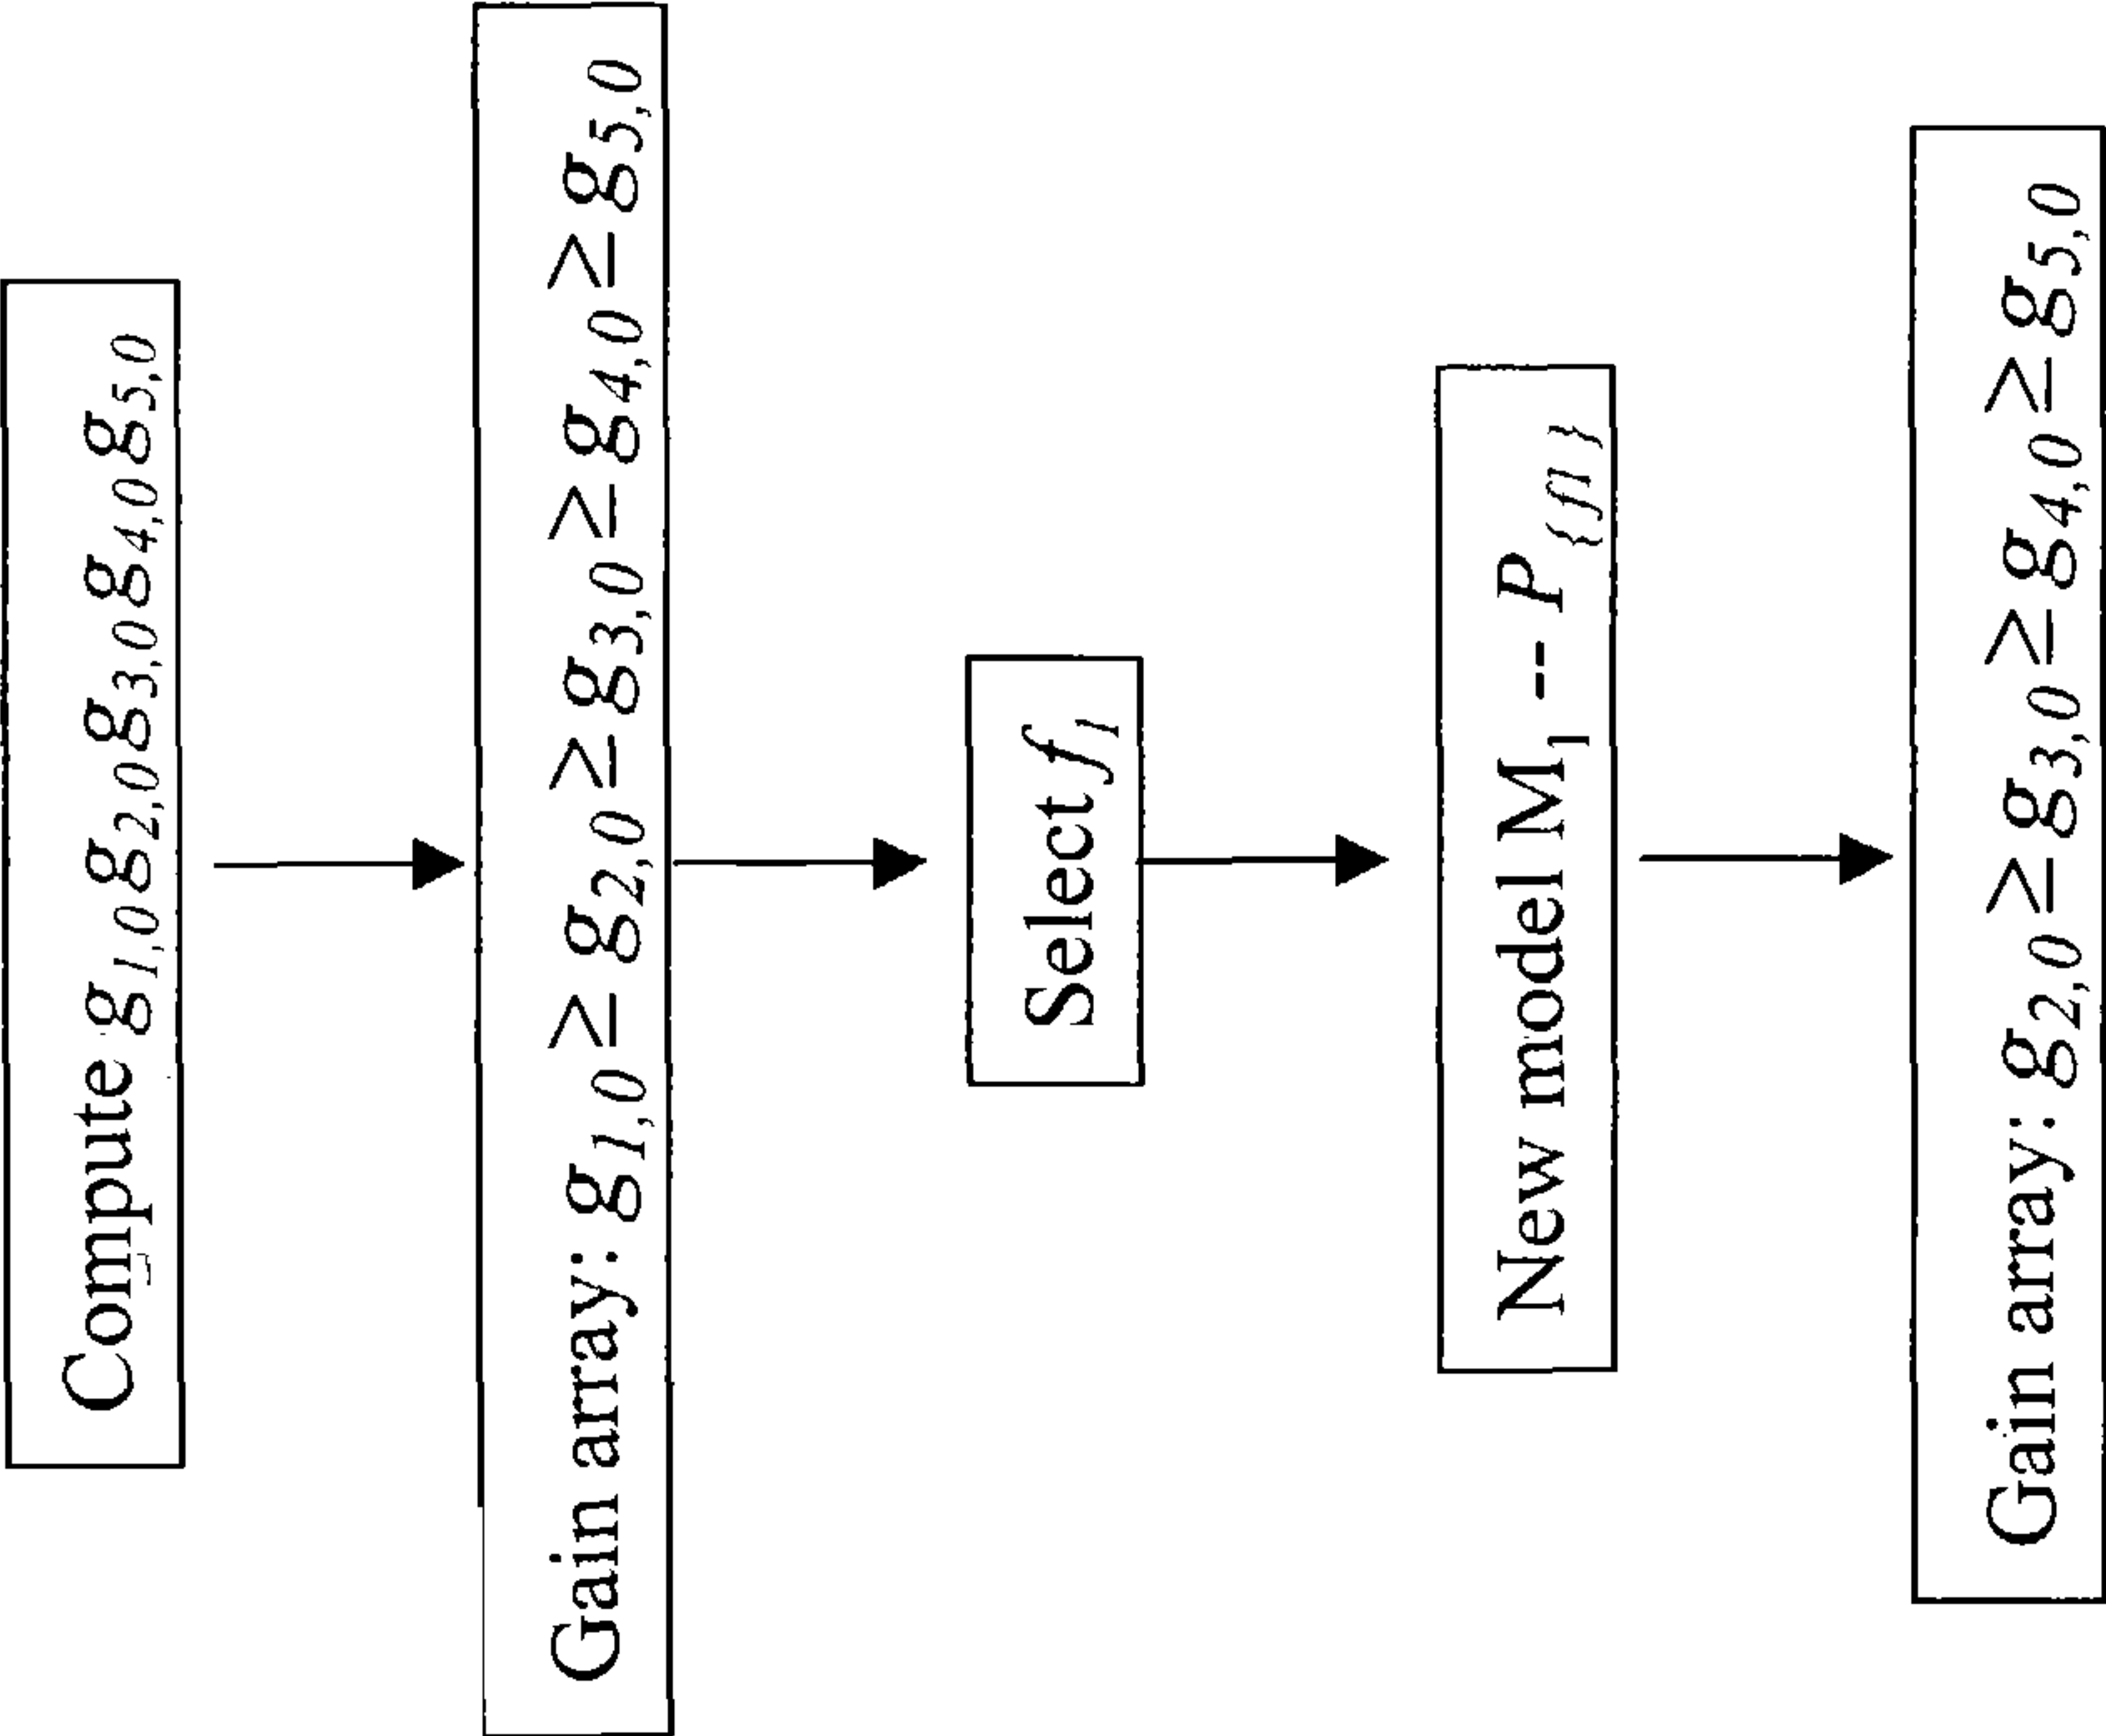 Compute g1,0 g2,0 g3,0 g4,0 g5,0
Gain array: g1,0 ≥ g2,0 ≥ g3,0 ≥ g4,0 ≥ g5,0
Select f1
New model M1 -- P{f1}
Gain array: g2,0 ≥ g3,0 ≥ g4,0 ≥ g5,0